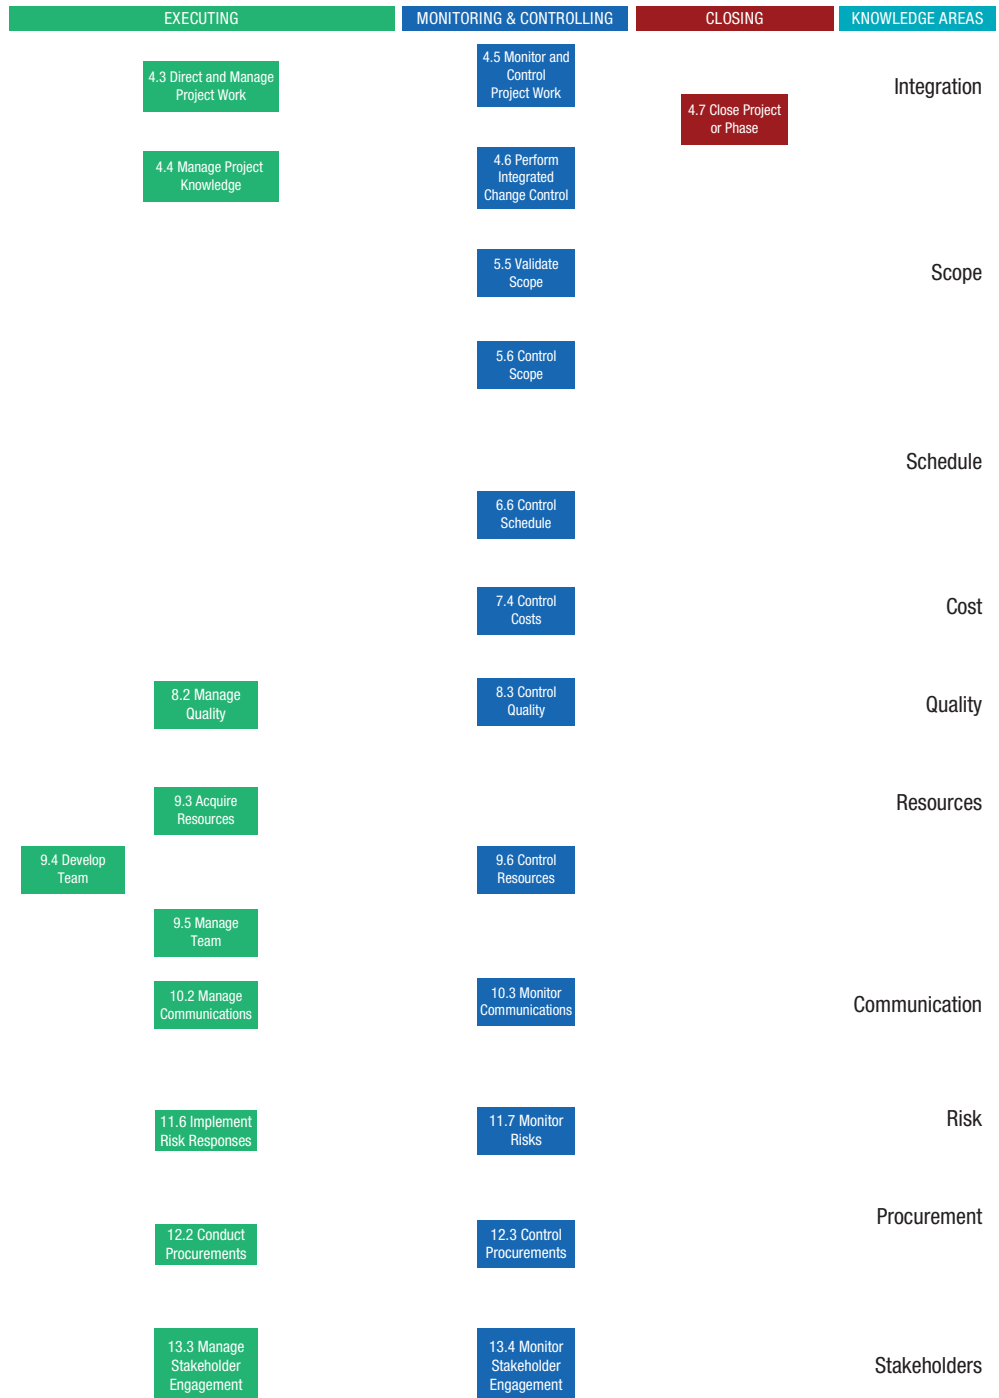 EXECUTING
MONITORING & CONTROLLING
CLOSING
KNOWLEDGE AREAS
4.3 Direct and Manage
Project Work
4.5 Monitor and
Control
Project Work
Integration
4.7 Close Project
or Phase
4.4 Manage Project
Knowledge
4.6 Perform
Integrated
Change Control
5.5 Validate
Scope
Scope
5.6 Control
Scope
Schedule
6.6 Control
Schedule
7.4 Control
Costs
Cost
8.2 Manage
Quality
8.3 Control
Quality
Quality
9.3 Acquire
Resources
Resources
9.4 Develop
Team
9.6 Control
Resources
9.5 Manage
Team
10.2 Manage
Communications
10.3 Monitor
Communications
Communication
11.6 Implement
Risk Responses
11.7 Monitor
Risks
Risk
12.2 Conduct
Procurements
12.3 Control
Procurements
Procurement
13.3 Manage
Stakeholder
Engagement
13.4 Monitor
Stakeholder
Engagement
Stakeholders